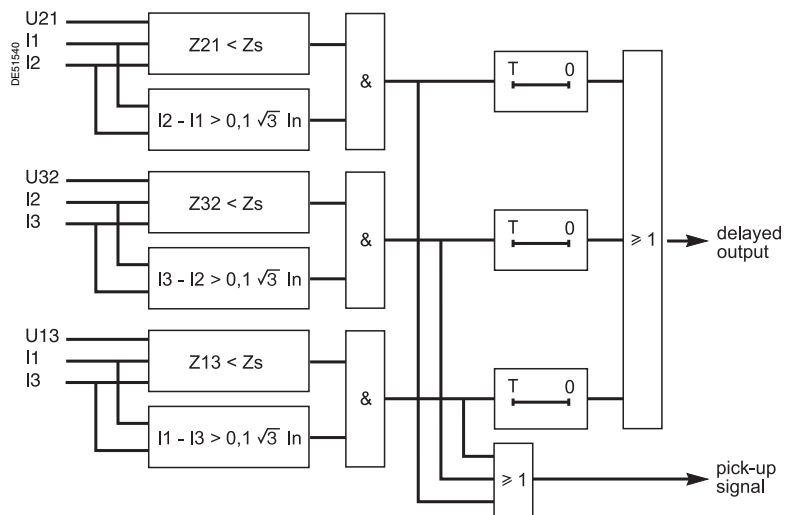 DE51540
U21
I1
I2
Z21 < Zs
I2 - I1 > 0,1 √3 In
&
T 0
U32
I2
I3
Z32 < Zs
I3 - I2 > 0,1 √3 In
&
T 0
⩾ 1
delayed
output
U13
I1
I3
Z13 < Zs
I1 - I3 > 0,1 √3 In
&
T 0
⩾ 1
pick-up
signal